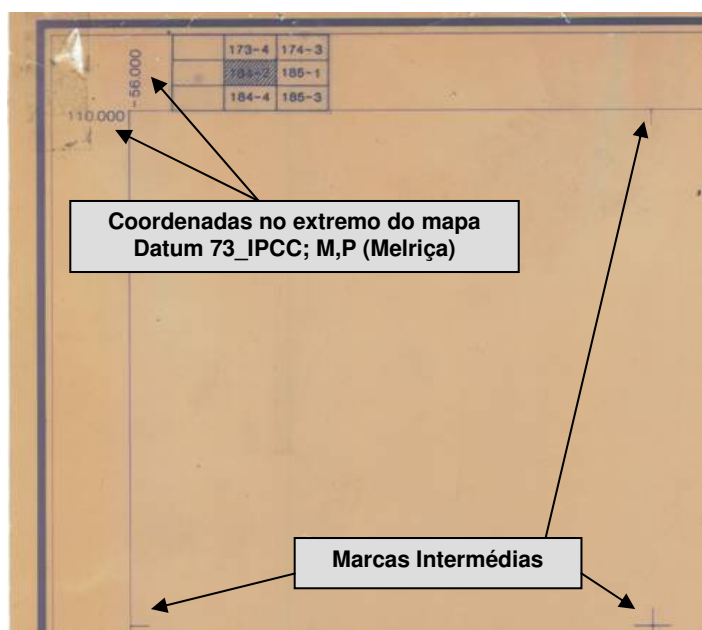 173-4 174-3
184-2 185-1
184-4 185-3
-56.000
110.000
Coordenadas no extremo do mapa
Datum 73_IPCC; M,P (Melriça)
Marcas Intermédias